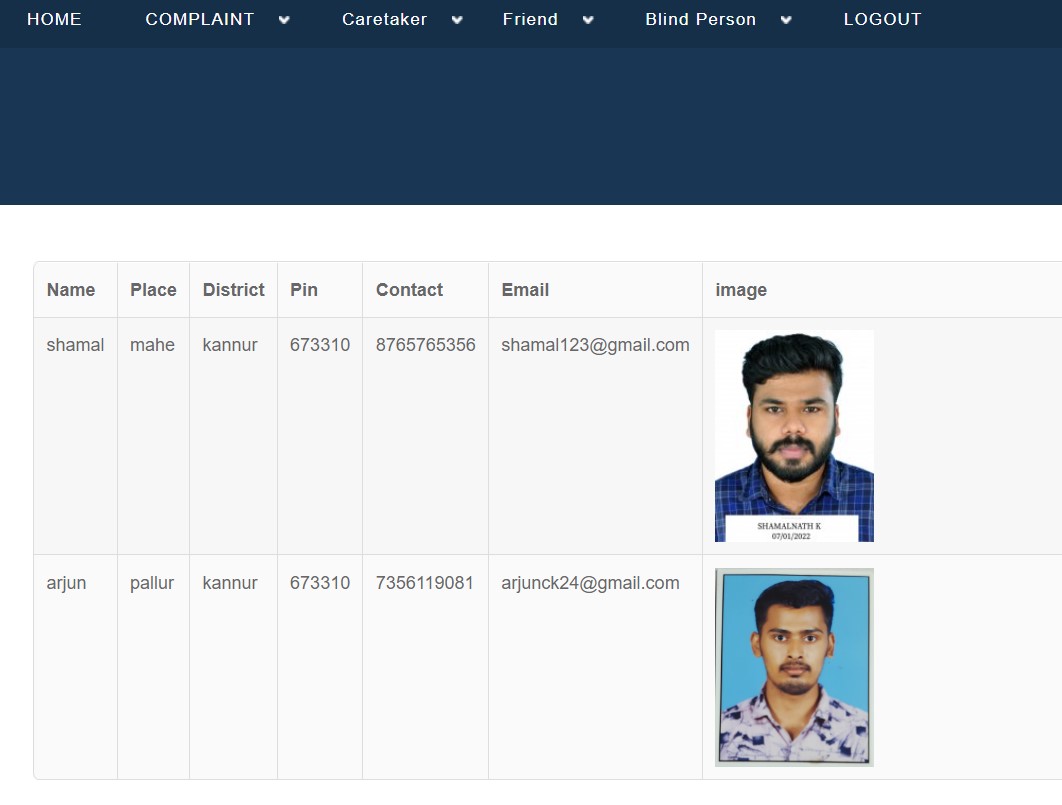 HOME COMPLAINT Caretaker Friend Blind Person LOGOUT
Name Place District Pin Contact Email image
shamal mahe kannur 673310 8765765356 shamal123@gmail.com
SHAMALNATH K
07/01/2022
arjun pallur kannur 673310 7356119081 arjunck24@gmail.com